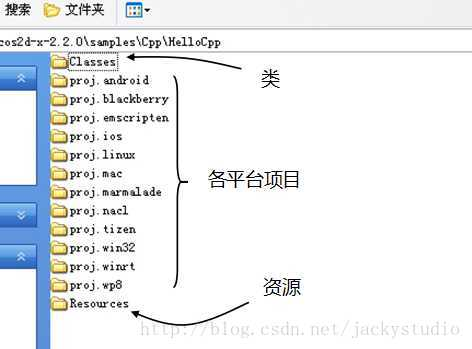 搜索 文件夹
cos2d-x-2.2.0\samples\Cpp\HelloCpp
Classes
类
proj.android
proj.blackberry
proj.emscripten
proj.ios
proj.linux
proj.mac
各平台项目
proj.marmalade
proj.nacl
proj.tizen
proj.win32
proj.winrt
proj.wp8
资源
Resources
http://blog.csdn.net/jackystudio